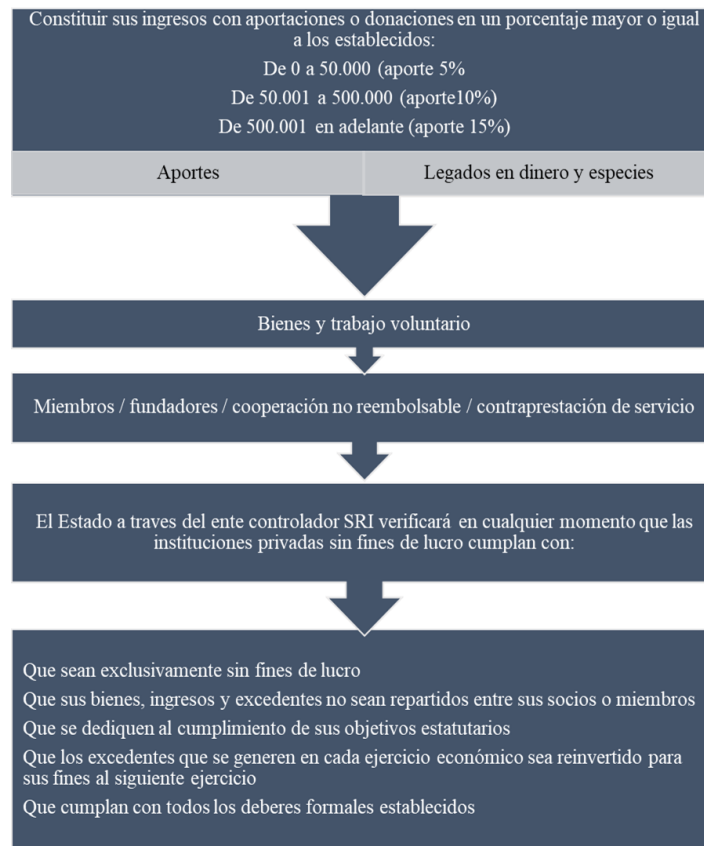 Constituir sus ingresos con aportaciones o donaciones en un porcentaje mayor o igual
a los establecidos:
De 0 a 50.000 (aporte 5%
De 50.001 a 500.000 (aporte10%)
De 500.001 en adelante (aporte 15%)
Aportes
Legados en dinero y especies
Bienes y trabajo voluntario
Miembros / fundadores / cooperación no reembolsable / contraprestación de servicio
El Estado a traves del ente controlador SRI verificará en cualquier momento que las
instituciones privadas sin fines de lucro cumplan con:
Que sean exclusivamente sin fines de lucro
Que sus bienes, ingresos y excedentes no sean repartidos entre sus socios o miembros
Que se dediquen al cumplimiento de sus objetivos estatutarios
Que los excedentes que se generen en cada ejercicio económico sea reinvertido para
sus fines al siguiente ejercicio
Que cumplan con todos los deberes formales establecidos